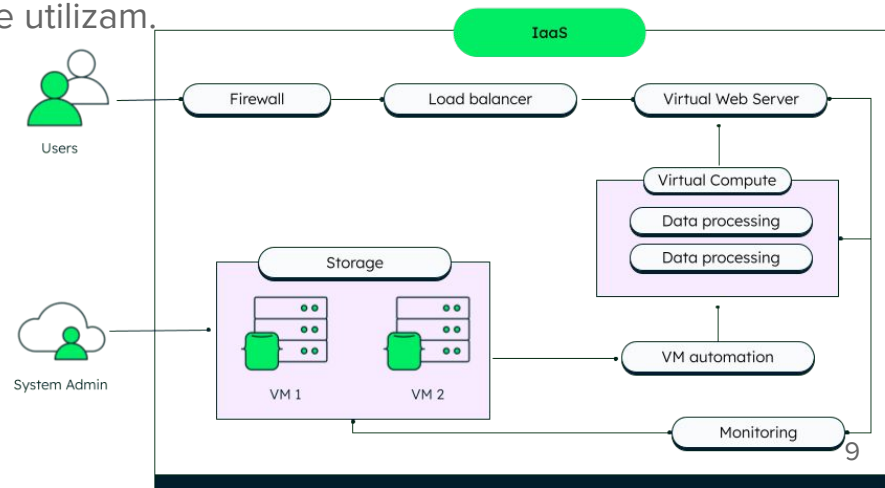 e utilizam.
IaaS
Firewall
Load balancer
Virtual Web Server
Users
Virtual Compute
Data processing
Data processing
Storage
VM 1
VM 2
VM automation
System Admin
Monitoring
9